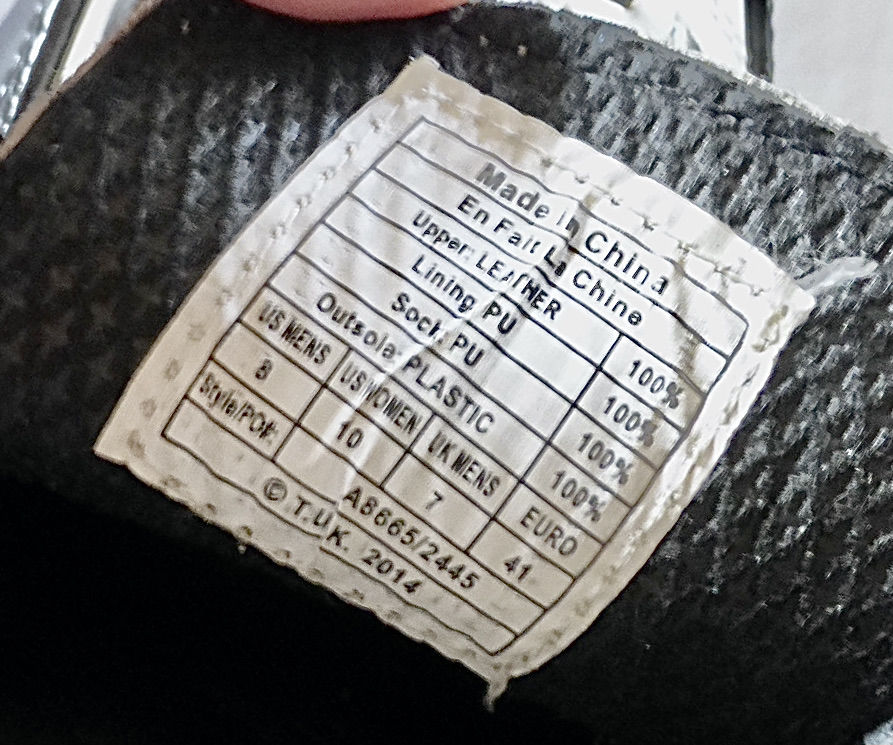 Made in China
En Fait La Chine
Upper: LEATHER 100%
Lining: PU 100%
Sock: PU 100%
Outsole: PLASTIC 100%
US MENS US WOMEN UK MENS EURO
8 10 7 41
Style/PO#: A8665/2445
© T.U.K. 2014